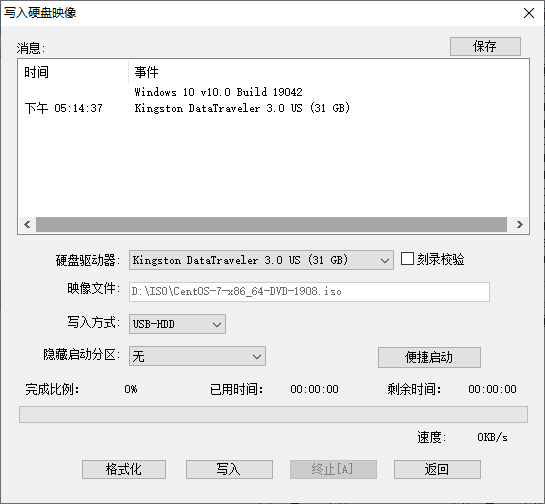 写入硬盘映像
消息:
保存
时间 事件
Windows 10 v10.0 Build 19042
下午 05:14:37 Kingston DataTraveler 3.0 US (31 GB)
硬盘驱动器: Kingston DataTraveler 3.0 US (31 GB) 刻录校验
映像文件: D:\ISO\CentOS-7-x86_64-DVD-1908.iso
写入方式: USB-HDD
隐藏启动分区: 无 便捷启动
完成比例: 0% 已用时间: 00:00:00 剩余时间: 00:00:00
速度: 0KB/s
格式化 写入 终止[A] 返回